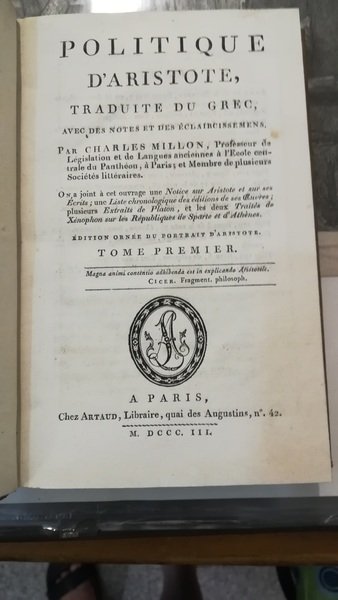 POLITIQUE
D'ARISTOTE,
TRADUITE DU GREC,
AVEC DES NOTES ET DES ÉCLAIRCISSEMENS,
PAR CHARLES MILLON, Professeur de
Législation et de Langues anciennes à l'Ecole cen-
trale du Panthéon, à Paris; et Membre de plusieurs
Sociétés littéraires.
On a joint à cet ouvrage une Notice sur Aristote et sur ses
Écrits; une Liste chronologique des éditions de ses Œuvres;
plusieurs Extraits de Platon, et les deux Traités de
Xénophon sur les Républiques de Sparte et d'Athènes.
ÉDITION ORNÉE DU PORTRAIT D'ARISTOTE.
TOME PREMIER.
Magna animi contentio adhibenda est in explicando Aristotele.
CICER. Fragment. philosoph.
A PARIS,
Chez ARTAUD, Libraire, quai des Augustins, n°. 42.
M. DCCC. III.